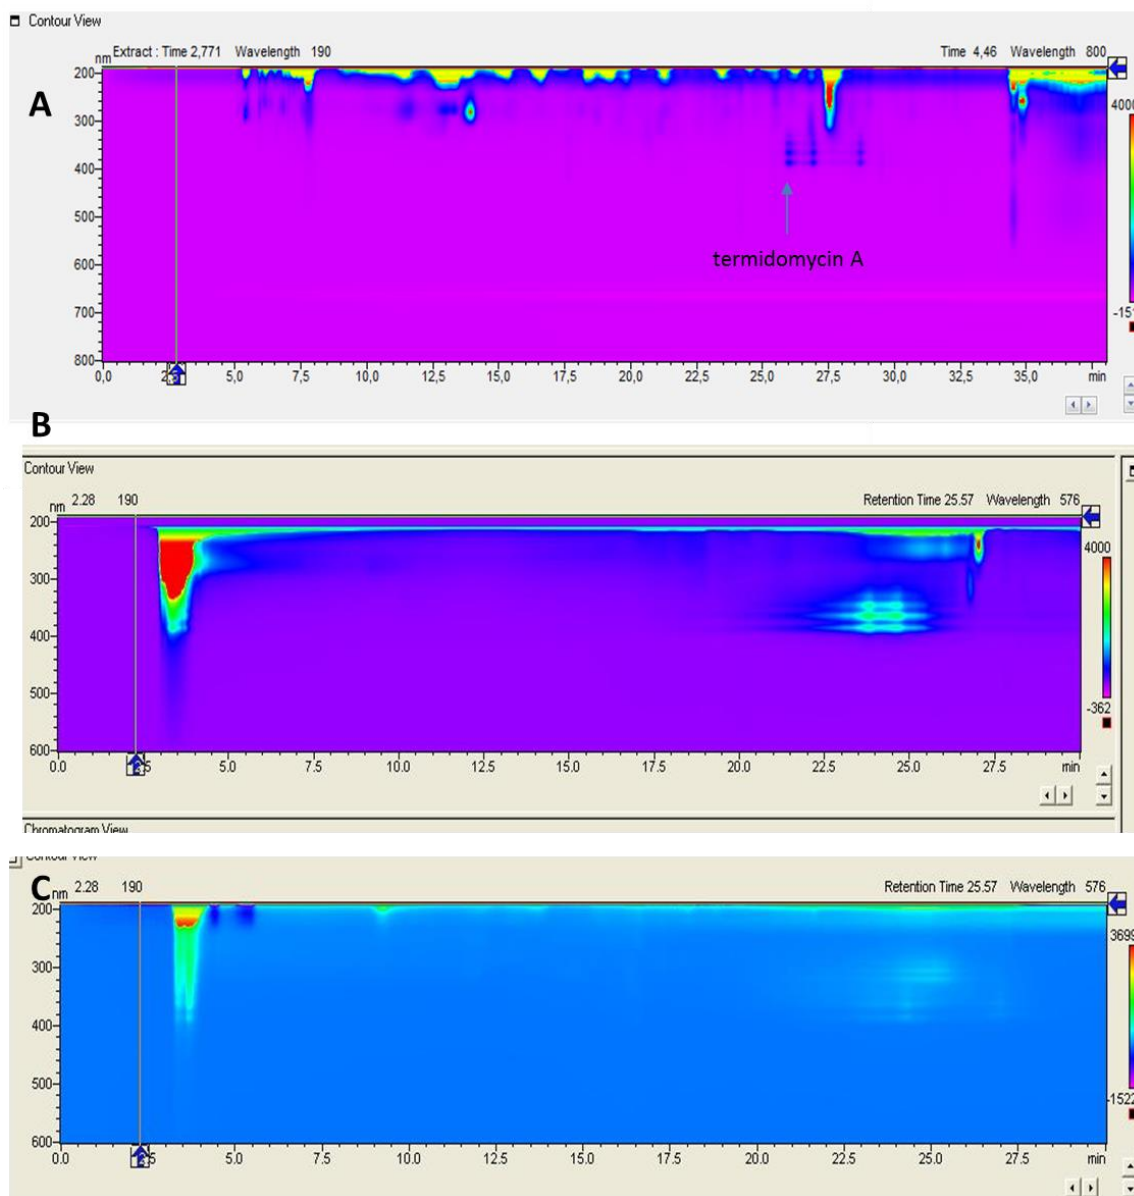 Contour View
nm Extract : Time 2,771 Wavelength 190 Time 4,46 Wavelength 800
A
200
300
400
500
600
700
800
4000
termidomycin A
0,0 5,0 7,5 10,0 12,5 15,0 17,5 20,0 22,5 25,0 27,5 30,0 32,5 35,0 min
B
Contour View
nm 2.28 190 Retention Time 25.57 Wavelength 576
200
300
400
500
600
4000
-362
0.0 5.0 7.5 10.0 12.5 15.0 17.5 20.0 22.5 25.0 27.5 min
Chromatogram View
Contour View
C nm 2.28 190 Retention Time 25.57 Wavelength 576
200
300
400
500
600
3699
-1522
0.0 5.0 7.5 10.0 12.5 15.0 17.5 20.0 22.5 25.0 27.5 min